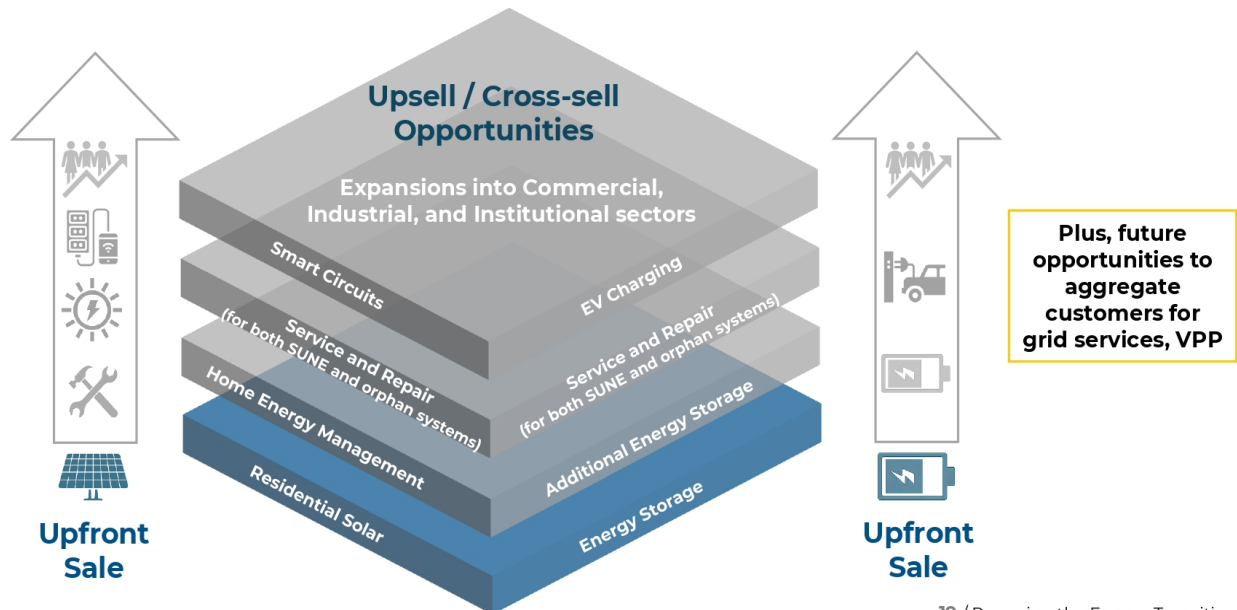 Upsell / Cross-sell
Opportunities
Expansions into Commercial,
Industrial, and Institutional sectors
Smart Circuits
EV Charging
Service and Repair
(for both SUNE and orphan systems)
Service and Repair
(for both SUNE and orphan systems)
Home Energy Management
Additional Energy Storage
Residential Solar
Energy Storage
Upfront
Sale
Upfront
Sale
Plus, future
opportunities to
aggregate
customers for
grid services, VPP